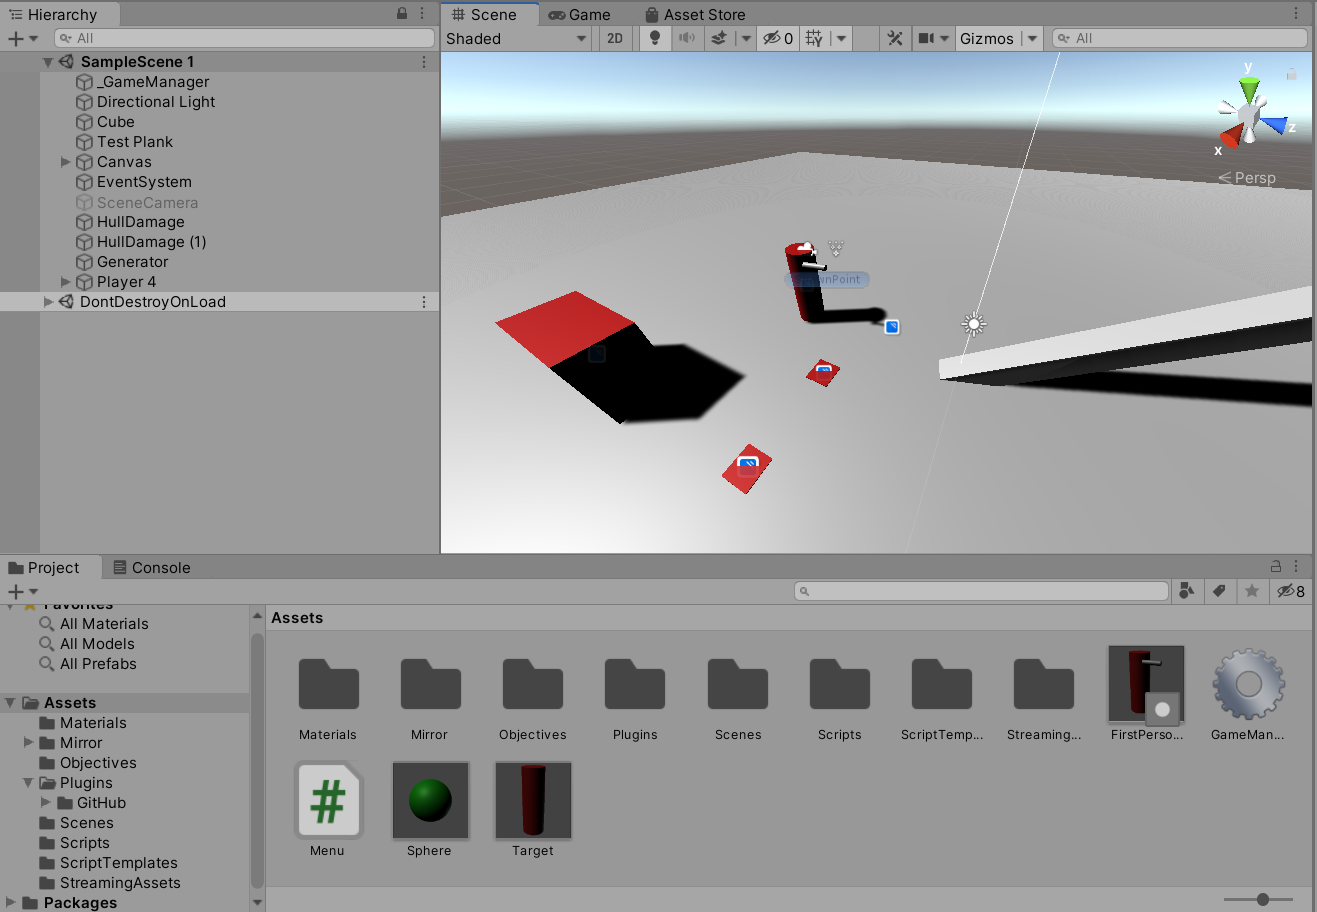 Hierarchy
All
SampleScene 1
_GameManager
Directional Light
Cube
Test Plank
Canvas
EventSystem
SceneCamera
HullDamage
HullDamage (1)
Generator
Player 4
DontDestroyOnLoad
Scene
Game
Asset Store
Shaded
2D
0
Gizmos
All
y
z
x
Persp
Project
Console
8
Favorites
All Materials
All Models
All Prefabs
Assets
Materials
Mirror
Objectives
Plugins
GitHub
Scenes
Scripts
ScriptTemplates
StreamingAssets
Packages
Assets
Materials
Mirror
Objectives
Plugins
Scenes
Scripts
ScriptTemp...
Streaming...
FirstPerso...
GameMan...
#
Menu
Sphere
Target